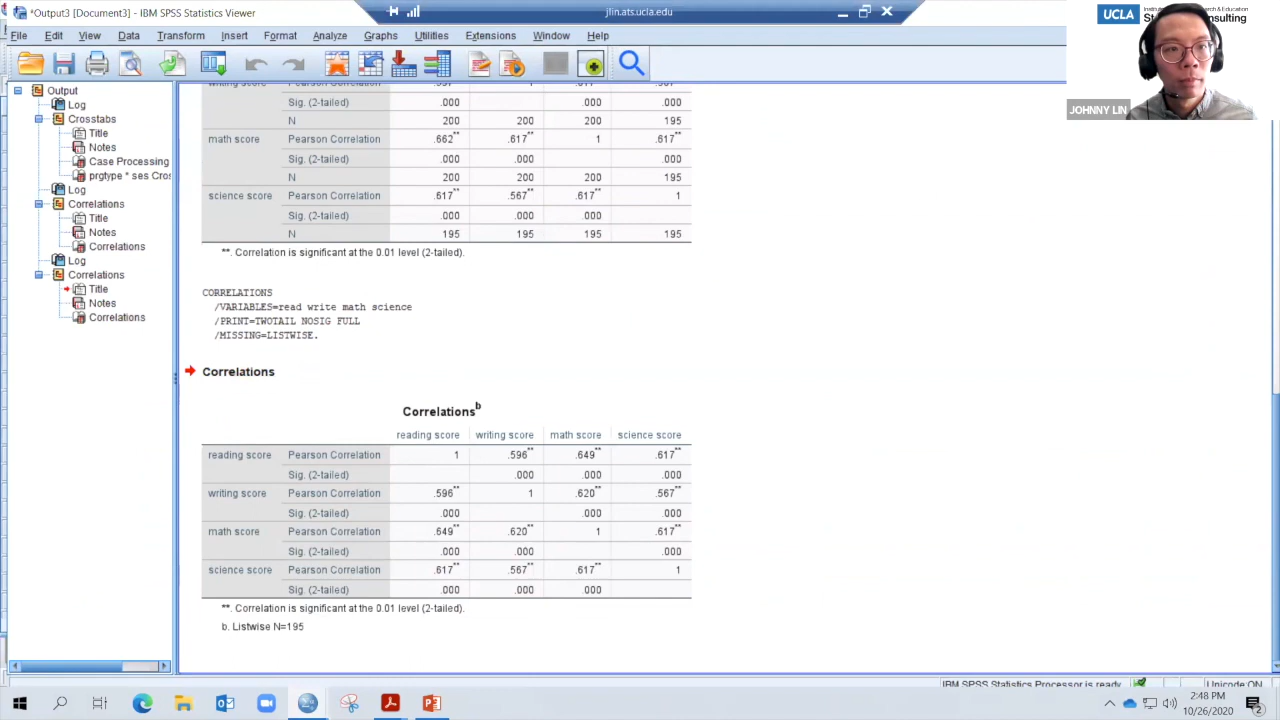 *Output3 [Document3] - IBM SPSS Statistics Viewer
jlin.ats.ucla.edu
UCLA
JOHNNY LIN
File Edit View Data Transform Insert Format Analyze Graphs Utilities Extensions Window Help
Output
Log
Crosstabs
Title
Notes
Case Processing
prgtype * ses Cros
Log
Correlations
Title
Notes
Correlations
Log
Correlations
Title
Notes
Correlations
writing score Pearson Correlation .597** 1 .617** .567**
Sig. (2-tailed) .000 .000 .000
N 200 200 200 195
math score Pearson Correlation .662** .617** 1 .617**
Sig. (2-tailed) .000 .000 .000
N 200 200 200 195
science score Pearson Correlation .617** .567** .617** 1
Sig. (2-tailed) .000 .000 .000
N 195 195 195 195
**. Correlation is significant at the 0.01 level (2-tailed).
CORRELATIONS
/VARIABLES=read write math science
/PRINT=TWOTAIL NOSIG FULL
/MISSING=LISTWISE.
Correlations
Correlationsb
reading score writing score math score science score
reading score Pearson Correlation 1 .596** .649** .617**
Sig. (2-tailed) .000 .000 .000
writing score Pearson Correlation .596** 1 .620** .567**
Sig. (2-tailed) .000 .000 .000
math score Pearson Correlation .649** .620** 1 .617**
Sig. (2-tailed) .000 .000 .000
science score Pearson Correlation .617** .567** .617** 1
Sig. (2-tailed) .000 .000 .000
**. Correlation is significant at the 0.01 level (2-tailed).
b. Listwise N=195
IBM SPSS Statistics Processor is ready Unicode:ON
2:48 PM
10/26/2020
2